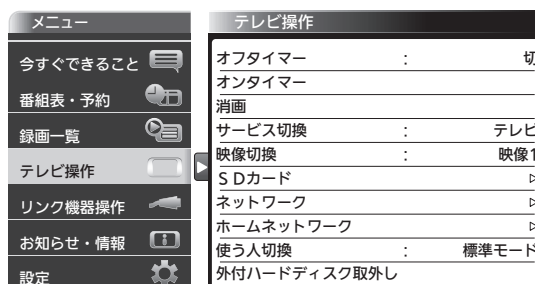 メニュー
今すぐできること
番組表・予約
録画一覧
テレビ操作
リンク機器操作
お知らせ・情報
設定
テレビ操作
オフタイマー : 切
オンタイマー
消画
サービス切換 : テレビ
映像切換 : 映像1
SDカード
ネットワーク
ホームネットワーク
使う人切換 : 標準モード
外付ハードディスク取外し